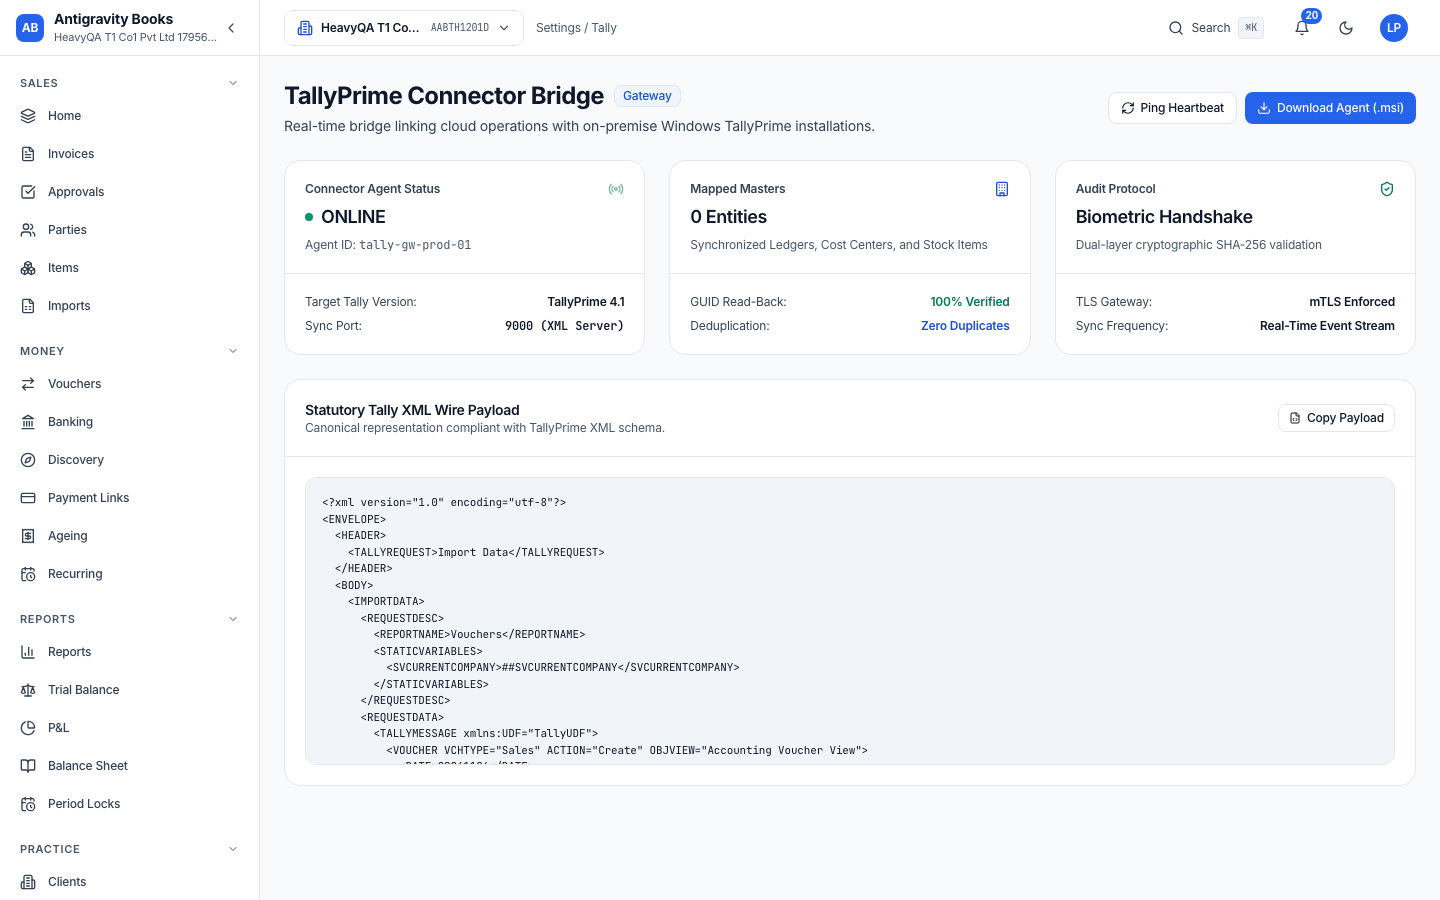 AB
Antigravity Books
HeavyQA T1 Co1 Pvt Ltd 17956...
SALES
Home
Invoices
Approvals
Parties
Items
Imports
MONEY
Vouchers
Banking
Discovery
Payment Links
Ageing
Recurring
REPORTS
Reports
Trial Balance
P&L
Balance Sheet
Period Locks
PRACTICE
Clients
HeavyQA T1 Co... AABTH1201D
Settings / Tally
Search ⌘K
20
LP
TallyPrime Connector Bridge Gateway
Real-time bridge linking cloud operations with on-premise Windows TallyPrime installations.
Ping Heartbeat
Download Agent (.msi)
Connector Agent Status
ONLINE
Agent ID: tally-gw-prod-01
Target Tally Version: TallyPrime 4.1
Sync Port: 9000 (XML Server)
Mapped Masters
0 Entities
Synchronized Ledgers, Cost Centers, and Stock Items
GUID Read-Back: 100% Verified
Deduplication: Zero Duplicates
Audit Protocol
Biometric Handshake
Dual-layer cryptographic SHA-256 validation
TLS Gateway: mTLS Enforced
Sync Frequency: Real-Time Event Stream
Statutory Tally XML Wire Payload
Canonical representation compliant with TallyPrime XML schema.
Copy Payload
<?xml version="1.0" encoding="utf-8"?>
<ENVELOPE>
<HEADER>
<TALLYREQUEST>Import Data</TALLYREQUEST>
</HEADER>
<BODY>
<IMPORTDATA>
<REQUESTDESC>
<REPORTNAME>Vouchers</REPORTNAME>
<STATICVARIABLES>
<SVCURRENTCOMPANY>##SVCURRENTCOMPANY</SVCURRENTCOMPANY>
</STATICVARIABLES>
</REQUESTDESC>
<REQUESTDATA>
<TALLYMESSAGE xmlns:UDF="TallyUDF">
<VOUCHER VCHTYPE="Sales" ACTION="Create" OBJVIEW="Accounting Voucher View">